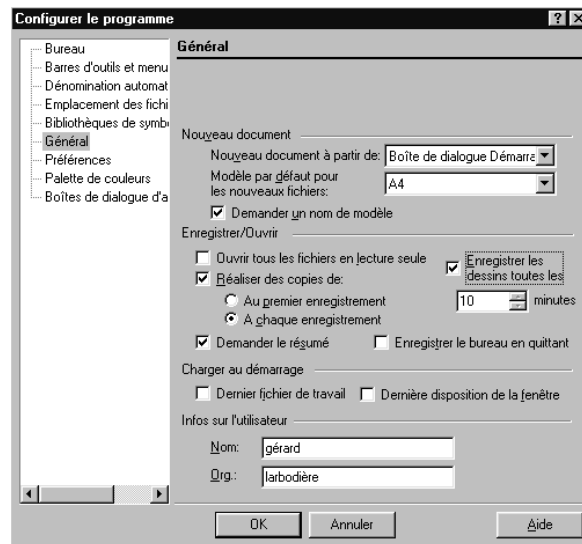 Configurer le programme
Bureau
Barres d'outils et menu
Dénomination automat
Emplacement des fichi
Bibliothèques de symb
Général
Préférences
Palette de couleurs
Boîtes de dialogue d'a
Général
Nouveau document
Nouveau document à partir de: Boîte de dialogue Démarra
Modèle par défaut pour
les nouveaux fichiers: A4
Demander un nom de modèle
Enregistrer/Ouvrir
Ouvrir tous les fichiers en lecture seule
Enregistrer les
dessins toutes les
Réaliser des copies de:
Au premier enregistrement
10 minutes
A chaque enregistrement
Demander le résumé
Enregistrer le bureau en quittant
Charger au démarrage
Dernier fichier de travail
Dernière disposition de la fenêtre
Infos sur l'utilisateur
Nom: gérard
Org.: larbodière
OK
Annuler
Aide